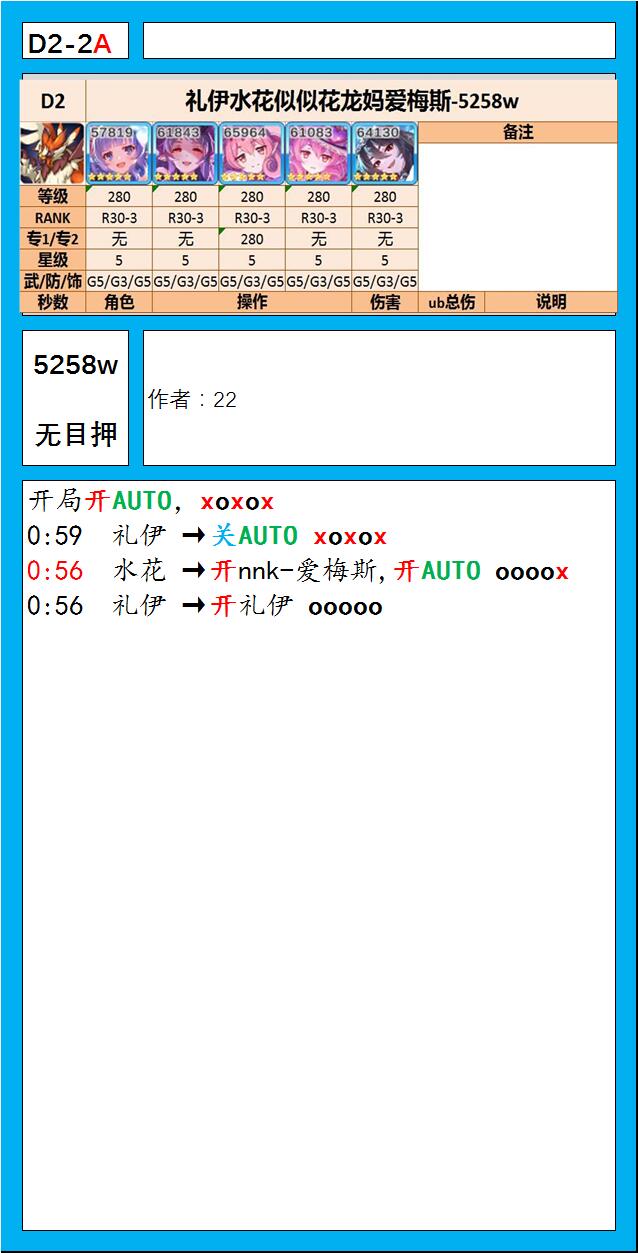 D2-2A
D2 礼伊水花似似花龙妈爱梅斯-5258w
57819 61843 65964 61083 64130 备注
等级 280 280 280 280 280
RANK R30-3 R30-3 R30-3 R30-3 R30-3
专1/专2 无 无 280 无 无
星级 5 5 5 5 5
武/防/饰 G5/G3/G5 G5/G3/G5 G5/G3/G5 G5/G3/G5 G5/G3/G5
秒数 角色 操作 伤害 ub总伤 说明
5258w
无目押
作者：22
开局开AUTO, xoxox
0:59 礼伊 →关AUTO xoxox
0:56 水花 →开nnk-爱梅斯,开AUTO oooox
0:56 礼伊 →开礼伊 ooooo